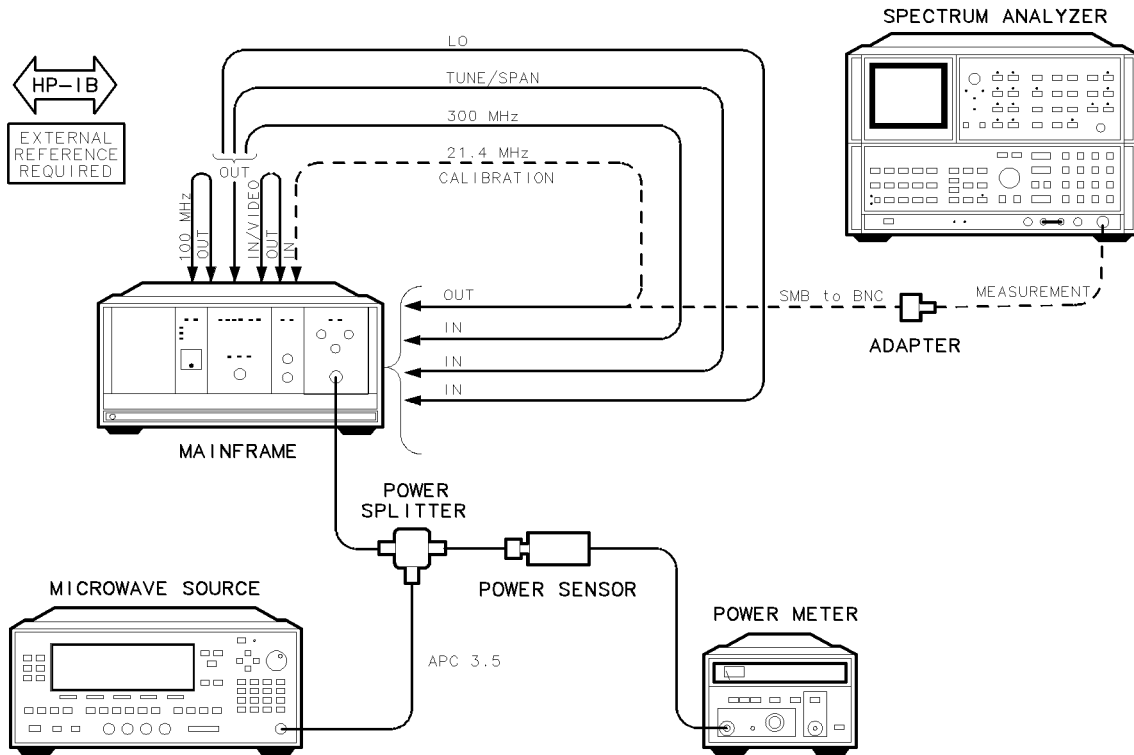 SPECTRUM ANALYZER
LO
HP-IB
TUNE/SPAN
300 MHz
EXTERNAL
REFERENCE
REQUIRED
21.4 MHz
OUT
CALIBRATION
100 MHz
OUT
IN/VIDEO
OUT
IN
OUT
SMB to BNC
MEASUREMENT
IN
ADAPTER
IN
IN
MAINFRAME
POWER
SPLITTER
MICROWAVE SOURCE
POWER SENSOR
POWER METER
APC 3.5